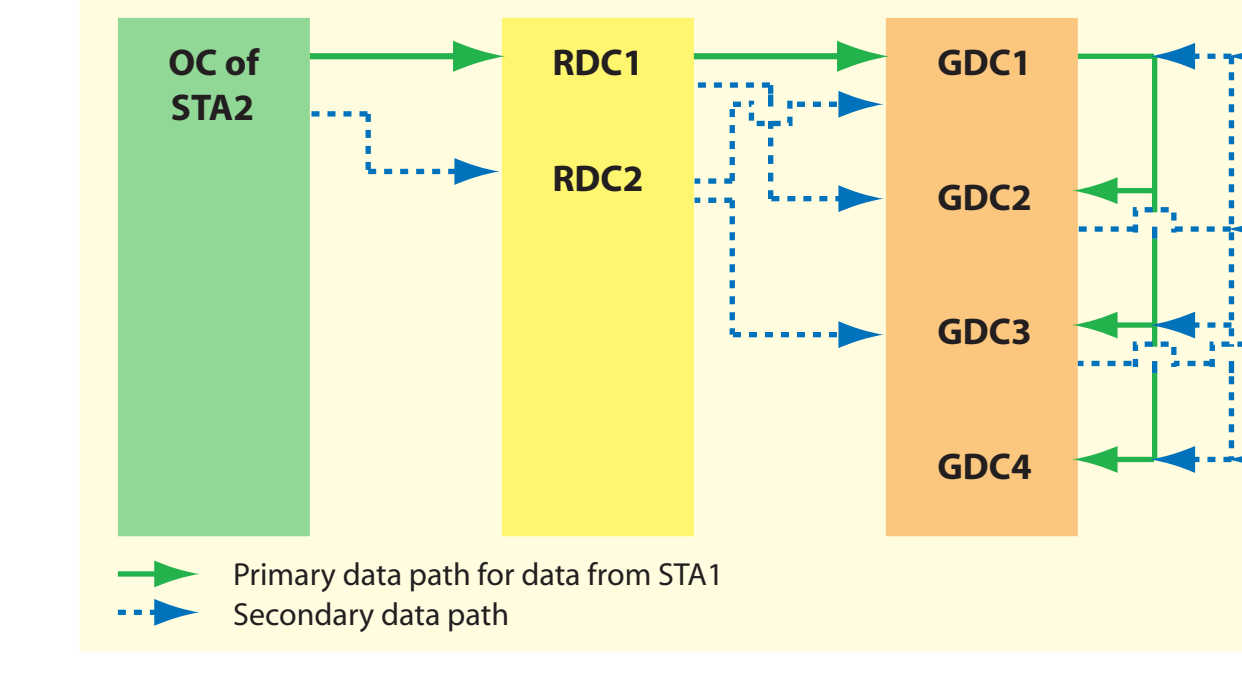 OC of
STA2
RDC1
RDC2
GDC1
GDC2
GDC3
GDC4
Primary data path for data from STA1
Secondary data path